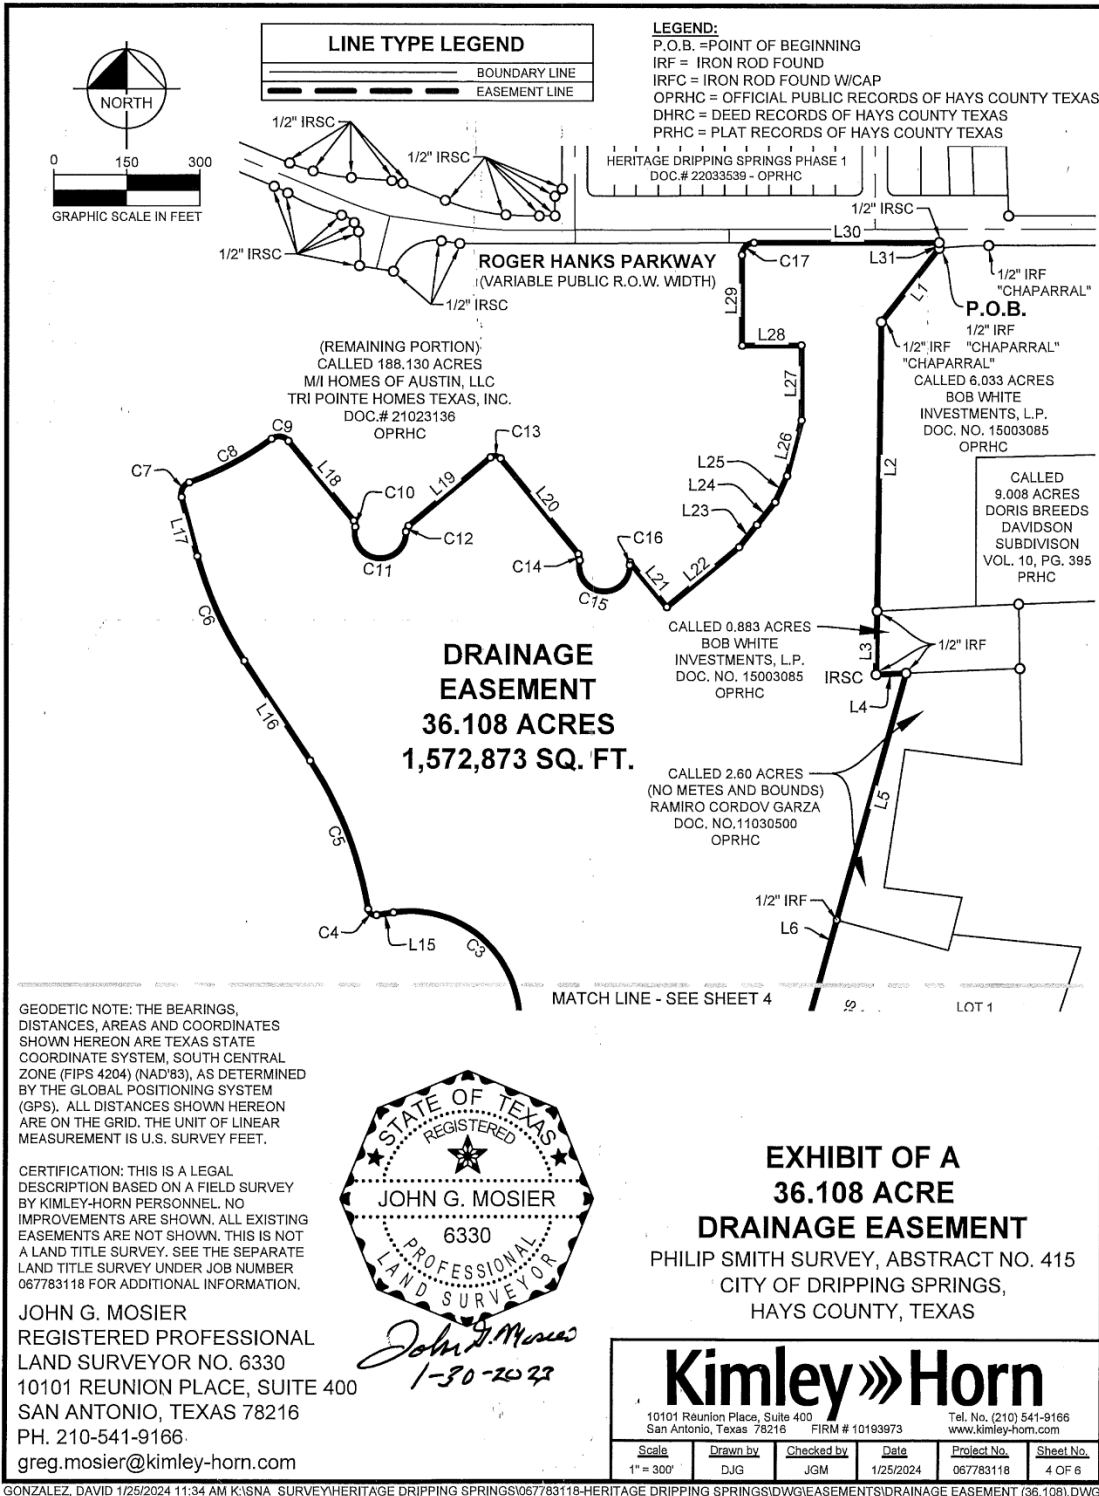 LINE TYPE LEGEND
BOUNDARY LINE
EASEMENT LINE
LEGEND:
P.O.B. =POINT OF BEGINNING
IRF = IRON ROD FOUND
IRFC = IRON ROD FOUND W/CAP
OPRHC = OFFICIAL PUBLIC RECORDS OF HAYS COUNTY TEXAS
DHRC = DEED RECORDS OF HAYS COUNTY TEXAS
PRHC = PLAT RECORDS OF HAYS COUNTY TEXAS
NORTH
0 150 300
GRAPHIC SCALE IN FEET
1/2" IRSC
1/2" IRSC
1/2" IRSC
1/2" IRSC
HERITAGE DRIPPING SPRINGS PHASE 1
DOC.# 22033539 - OPRHC
1/2" IRSC
L30
L31
C17
ROGER HANKS PARKWAY
(VARIABLE PUBLIC R.O.W. WIDTH)
L29
L28
L27
L1
1/2" IRF
"CHAPARRAL"
P.O.B.
1/2" IRF
"CHAPARRAL"
1/2" IRF
"CHAPARRAL"
CALLED 6.033 ACRES
BOB WHITE
INVESTMENTS, L.P.
DOC. NO. 15003085
OPRHC
(REMAINING PORTION)
CALLED 188.130 ACRES
M/I HOMES OF AUSTIN, LLC
TRI POINTE HOMES TEXAS, INC.
DOC.# 21023136
OPRHC
C9
C8
C7
L18
C10
L19
C13
L20
C12
C11
C14
C15
C16
L21
L22
L23
L24
L25
L26
L2
L17
C6
L16
CALLED
9.008 ACRES
DORIS BREEDS
DAVIDSON
SUBDIVISON
VOL. 10, PG. 395
PRHC
CALLED 0.883 ACRES
BOB WHITE
INVESTMENTS, L.P.
DOC. NO. 15003085
OPRHC
L3
1/2" IRF
IRSC
L4
DRAINAGE
EASEMENT
36.108 ACRES
1,572,873 SQ. FT.
CALLED 2.60 ACRES
(NO METES AND BOUNDS)
RAMIRO CORDOV GARZA
DOC. NO.11030500
OPRHC
L5
C5
1/2" IRF
L6
C4
L15
C3
MATCH LINE - SEE SHEET 4
LOT 1
GEODETIC NOTE: THE BEARINGS,
DISTANCES, AREAS AND COORDINATES
SHOWN HEREON ARE TEXAS STATE
COORDINATE SYSTEM, SOUTH CENTRAL
ZONE (FIPS 4204) (NAD'83), AS DETERMINED
BY THE GLOBAL POSITIONING SYSTEM
(GPS). ALL DISTANCES SHOWN HEREON
ARE ON THE GRID. THE UNIT OF LINEAR
MEASUREMENT IS U.S. SURVEY FEET.
CERTIFICATION: THIS IS A LEGAL
DESCRIPTION BASED ON A FIELD SURVEY
BY KIMLEY-HORN PERSONNEL. NO
IMPROVEMENTS ARE SHOWN. ALL EXISTING
EASEMENTS ARE NOT SHOWN. THIS IS NOT
A LAND TITLE SURVEY. SEE THE SEPARATE
LAND TITLE SURVEY UNDER JOB NUMBER
067783118 FOR ADDITIONAL INFORMATION.
JOHN G. MOSIER
REGISTERED PROFESSIONAL
LAND SURVEYOR NO. 6330
10101 REUNION PLACE, SUITE 400
SAN ANTONIO, TEXAS 78216
PH. 210-541-9166
greg.mosier@kimley-horn.com
STATE OF TEXAS
REGISTERED
JOHN G. MOSIER
6330
PROFESSIONAL
LAND SURVEYOR
John G. Mosier
1-30-2023
EXHIBIT OF A
36.108 ACRE
DRAINAGE EASEMENT
PHILIP SMITH SURVEY, ABSTRACT NO. 415
CITY OF DRIPPING SPRINGS,
HAYS COUNTY, TEXAS
Kimley»Horn
10101 Reunion Place, Suite 400
San Antonio, Texas 78216 FIRM # 10193973
Tel. No. (210) 541-9166
www.kimley-horn.com
Scale Drawn by Checked by Date Project No. Sheet No.
1" = 300' DJG JGM 1/25/2024 067783118 4 OF 6
GONZALEZ, DAVID 1/25/2024 11:34 AM K:\SNA_SURVEY\HERITAGE DRIPPING SPRINGS\067783118-HERITAGE DRIPPING SPRINGS\DWG\EASEMENTS\DRAINAGE EASEMENT (36.108).DWG